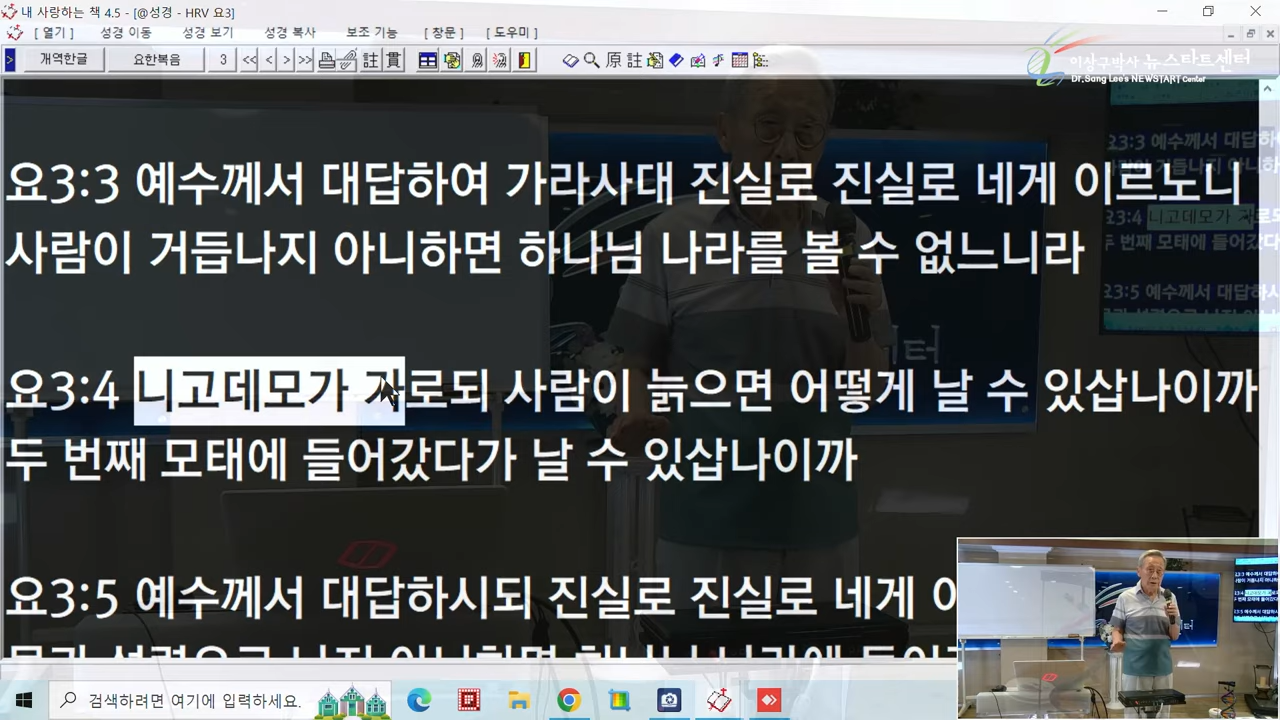 내 사랑하는 책 4.5 - [@성경 - HRV 요3]
[ 열기 ] 성경 이동 성경 보기 성경 복사 보조 기능 [ 창문 ] [ 도우미 ]
개역한글 요한복음 3 << < > >> 註 貫 原 註
이상구박사 뉴스타트센터
Dr.Sang Lee's NEWSTART Center
요3:3 예수께서 대답하여 가라사대 진실로 진실로 네게 이르노니
사람이 거듭나지 아니하면 하나님 나라를 볼 수 없느니라
요3:4 니고데모가 가로되 사람이 늙으면 어떻게 날 수 있삽나이까
두 번째 모태에 들어갔다가 날 수 있삽나이까
요3:5 예수께서 대답하시되 진실로 진실로 네게 이
검색하려면 여기에 입력하세요.